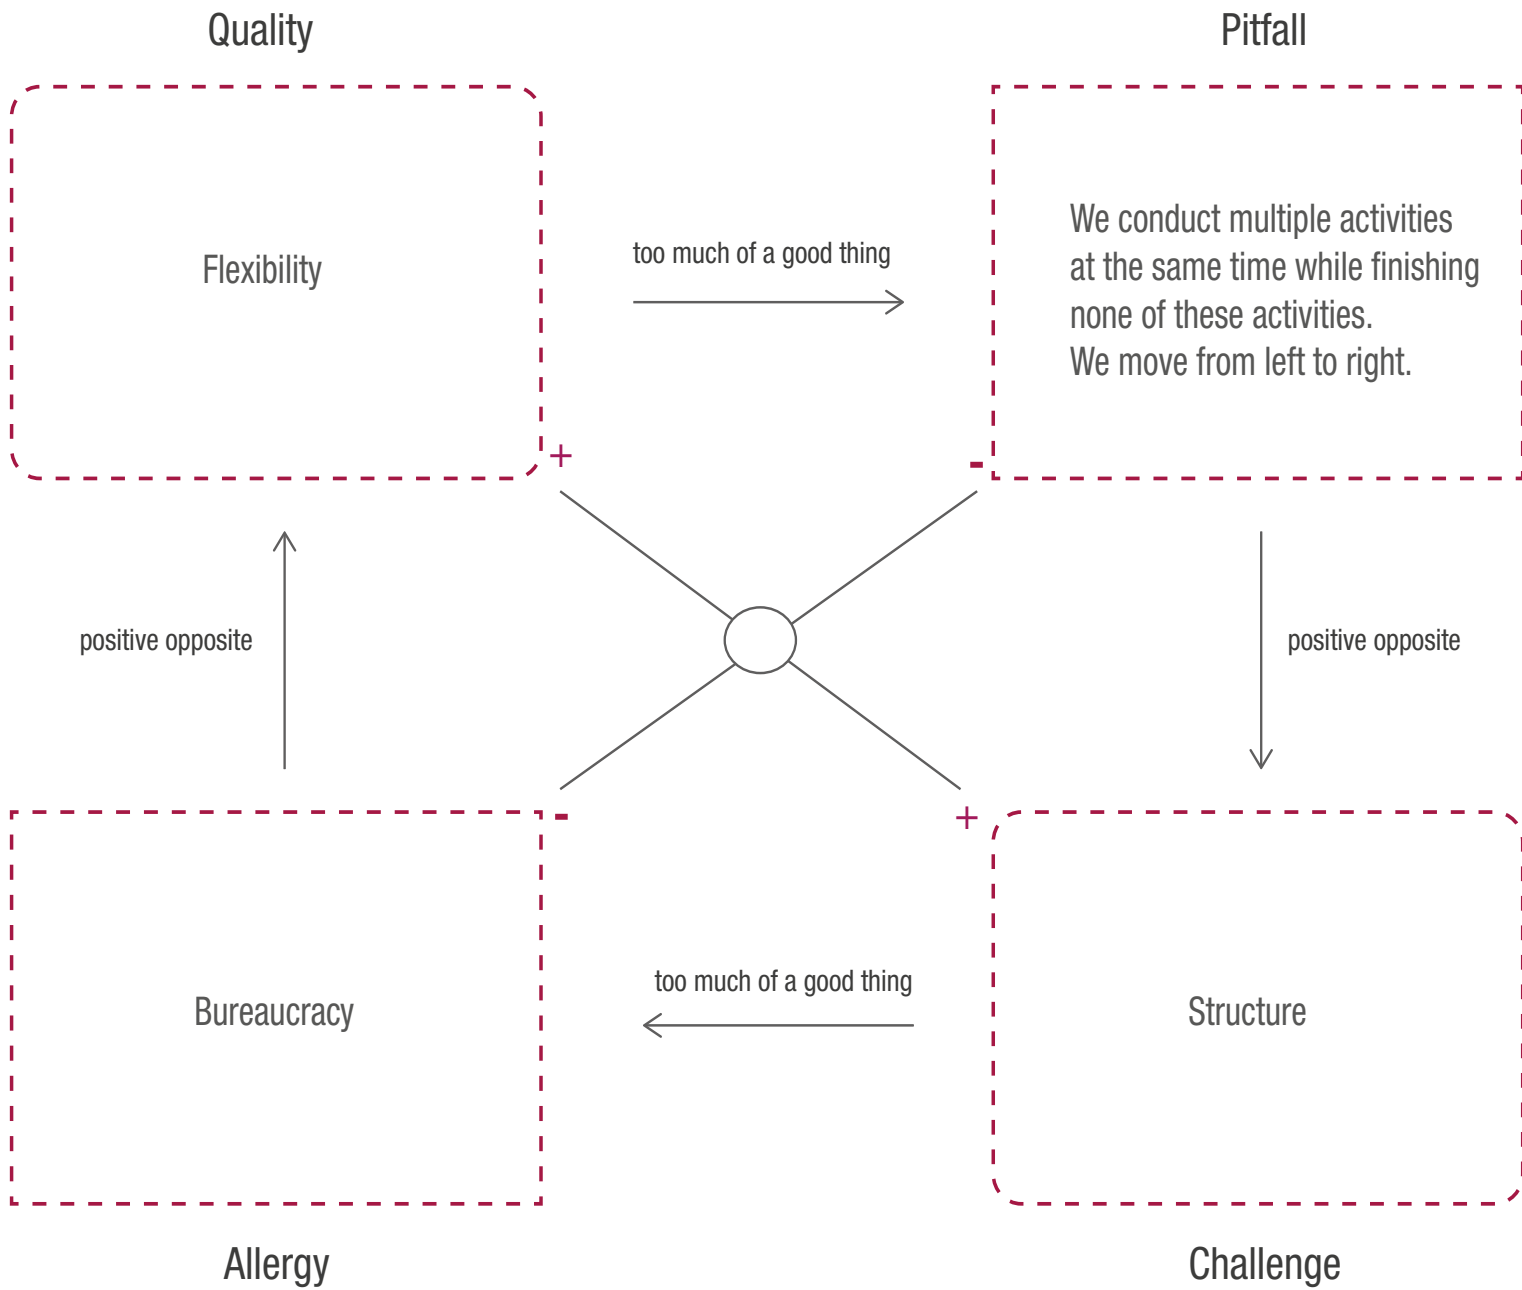 Quality
Pitfall
Flexibility
too much of a good thing
We conduct multiple activities
at the same time while finishing
none of these activities.
We move from left to right.
+
-
positive opposite
positive opposite
-
+
Bureaucracy
too much of a good thing
Structure
Allergy
Challenge